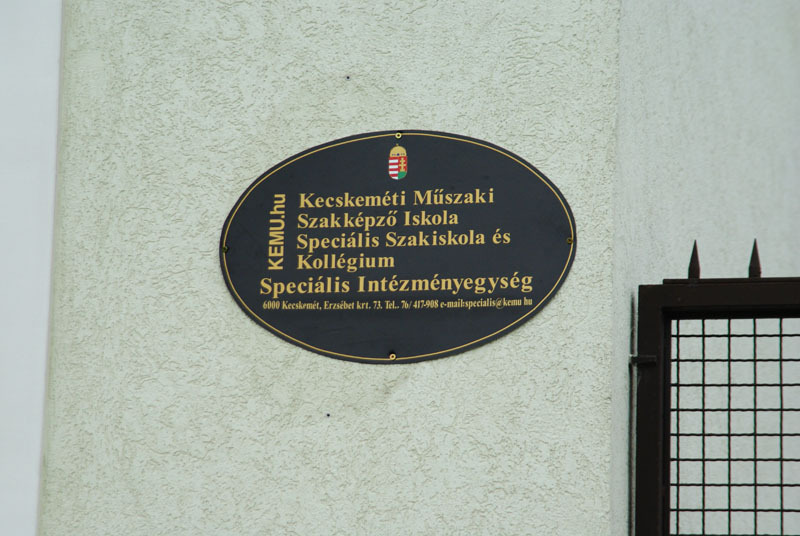 KEMU.hu
Kecskeméti Műszaki
Szakképző Iskola
Speciális Szakiskola és
Kollégium
Speciális Intézményegység
6000 Kecskemét, Erzsébet krt. 73. Tel.. 76/ 417-908 e-mail:specialis@kemu.hu